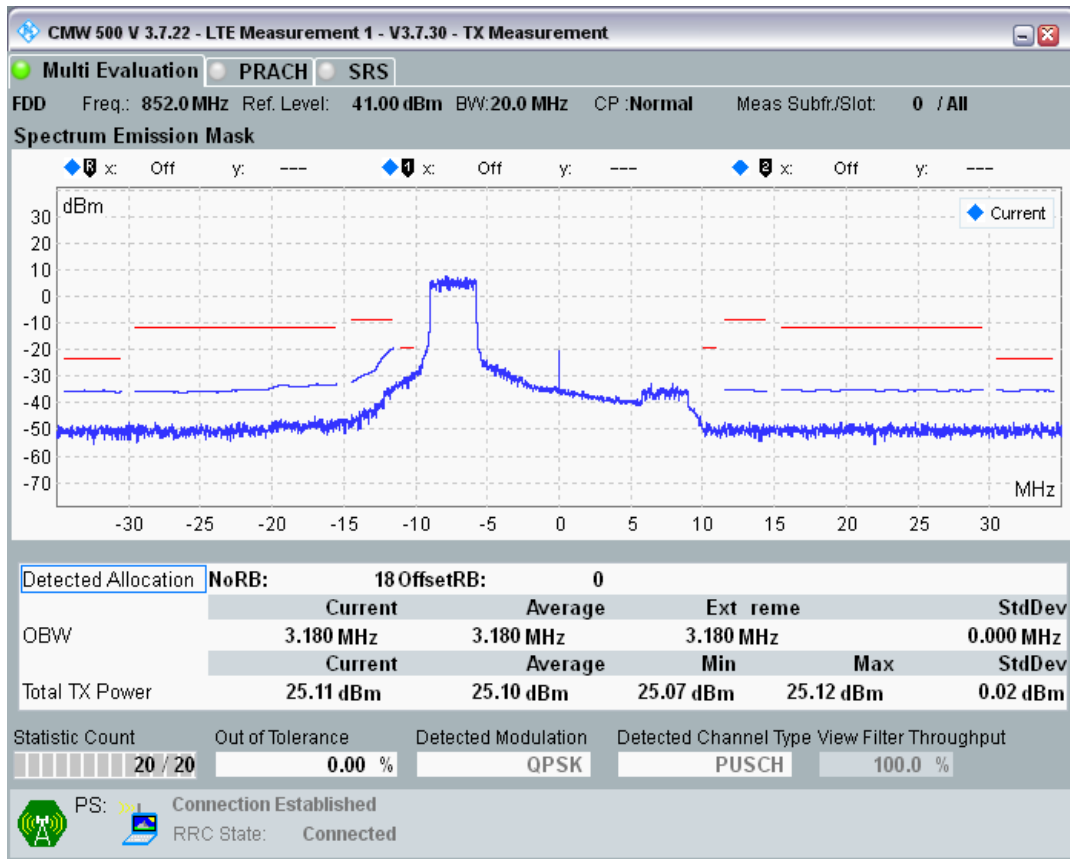 CMW 500 V 3.7.22 - LTE Measurement 1 - V3.7.30 - TX Measurement
Multi Evaluation PRACH SRS
FDD Freq.: 852.0 MHz Ref. Level: 41.00 dBm BW:20.0 MHz CP :Normal Meas Subfr./Slot: 0 / All
Spectrum Emission Mask
R x: Off y: --- 1 x: Off y: --- 2 x: Off y: ---
dBm
Current
30
20
10
0
-10
-20
-30
-40
-50
-60
-70
MHz
-30 -25 -20 -15 -10 -5 0 5 10 15 20 25 30
Detected Allocation NoRB: 18 OffsetRB: 0
Current Average Ext reme StdDev
OBW 3.180 MHz 3.180 MHz 3.180 MHz 0.000 MHz
Current Average Min Max StdDev
Total TX Power 25.11 dBm 25.10 dBm 25.07 dBm 25.12 dBm 0.02 dBm
Statistic Count Out of Tolerance Detected Modulation Detected Channel Type View Filter Throughput
20 / 20 0.00 % QPSK PUSCH 100.0 %
PS: Connection Established
RRC State: Connected